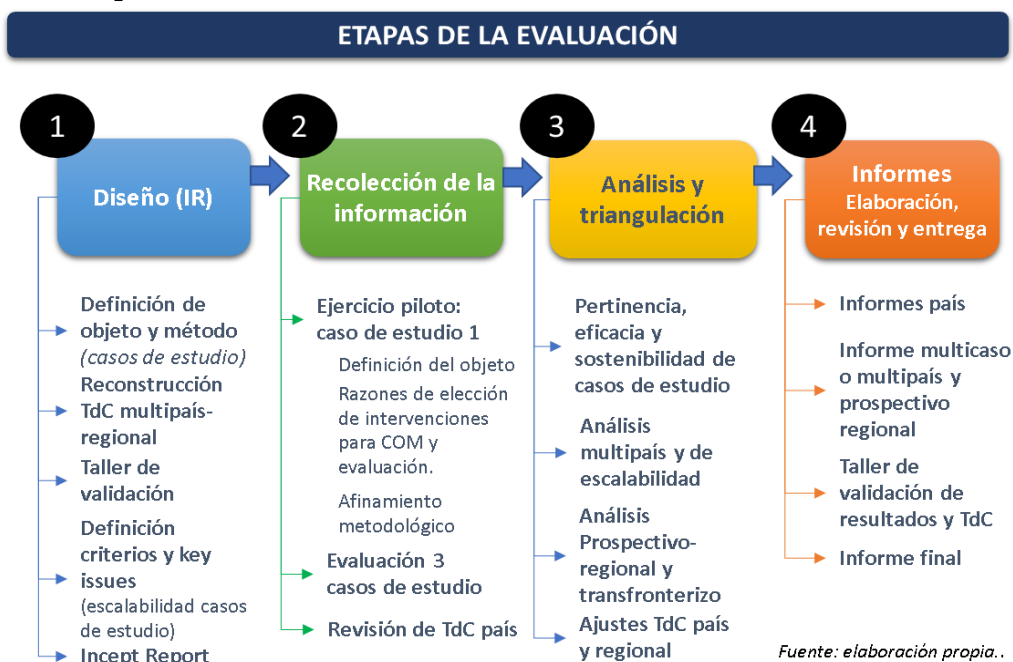 ETAPAS DE LA EVALUACIÓN
1
Diseño (IR)
Definición de
objeto y método
(casos de estudio)
Reconstrucción
TdC multipaís-
regional
Taller de
validación
Definición
criterios y key
issues
(escalabilidad casos
de estudio)
Incept Report
2
Recolección de la
información
Ejercicio piloto:
caso de estudio 1
Definición del objeto
Razones de elección
de intervenciones
para COM y
evaluación.
Afinamiento
metodológico
Evaluación 3
casos de estudio
Revisión de TdC país
3
Análisis y
triangulación
Pertinencia,
eficacia y
sostenibilidad de
casos de estudio
Análisis
multipaís y de
escalabilidad
Análisis
Prospectivo-
regional y
transfronterizo
Ajustes TdC país
y regional
4
Informes
Elaboración,
revisión y entrega
Informes país
Informe multicaso
o multipaís y
prospectivo
regional
Taller de
validación de
resultados y TdC
Informe final
Fuente: elaboración propia..